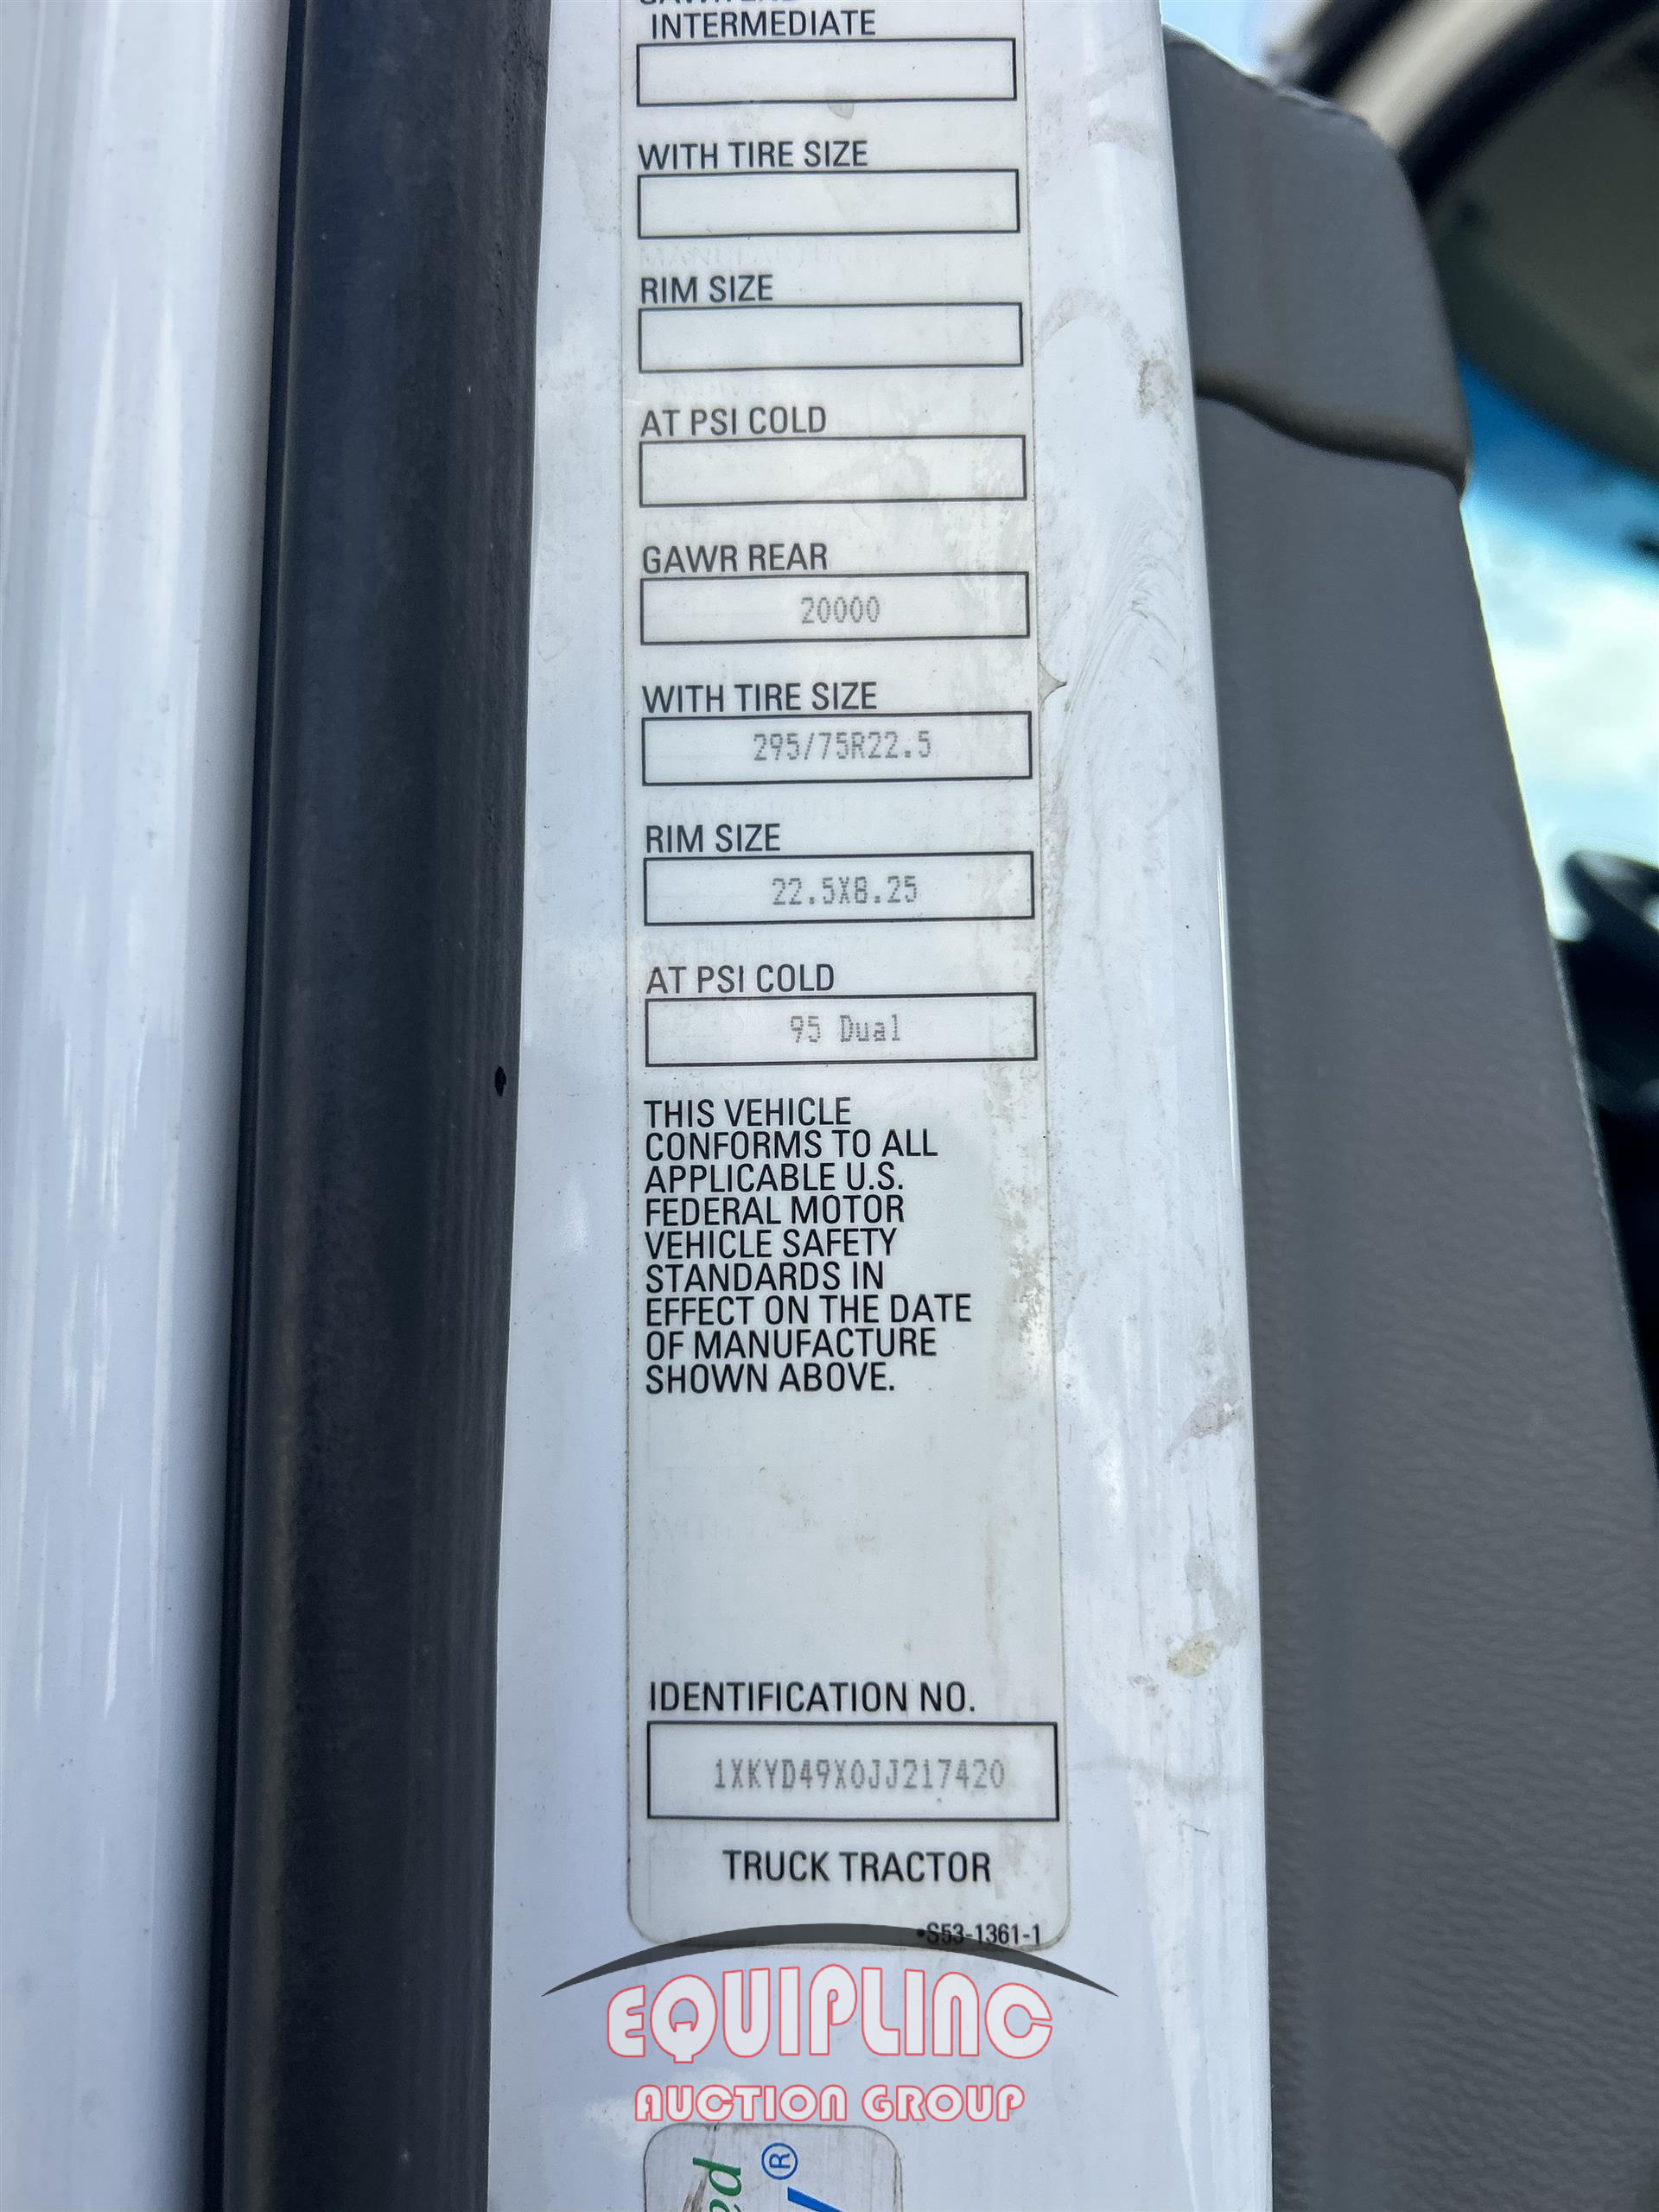 INTERMEDIATE
WITH TIRE SIZE
RIM SIZE
AT PSI COLD
GAWR REAR
20000
WITH TIRE SIZE
295/75R22.5
RIM SIZE
22.5X8.25
AT PSI COLD
95 Dual
THIS VEHICLE
CONFORMS TO ALL
APPLICABLE U.S.
FEDERAL MOTOR
VEHICLE SAFETY
STANDARDS IN
EFFECT ON THE DATE
OF MANUFACTURE
SHOWN ABOVE.
IDENTIFICATION NO.
1XKYD49X0JJ217420
TRUCK TRACTOR
•S53-1361-1
EQUIPLINC
AUCTION GROUP
®